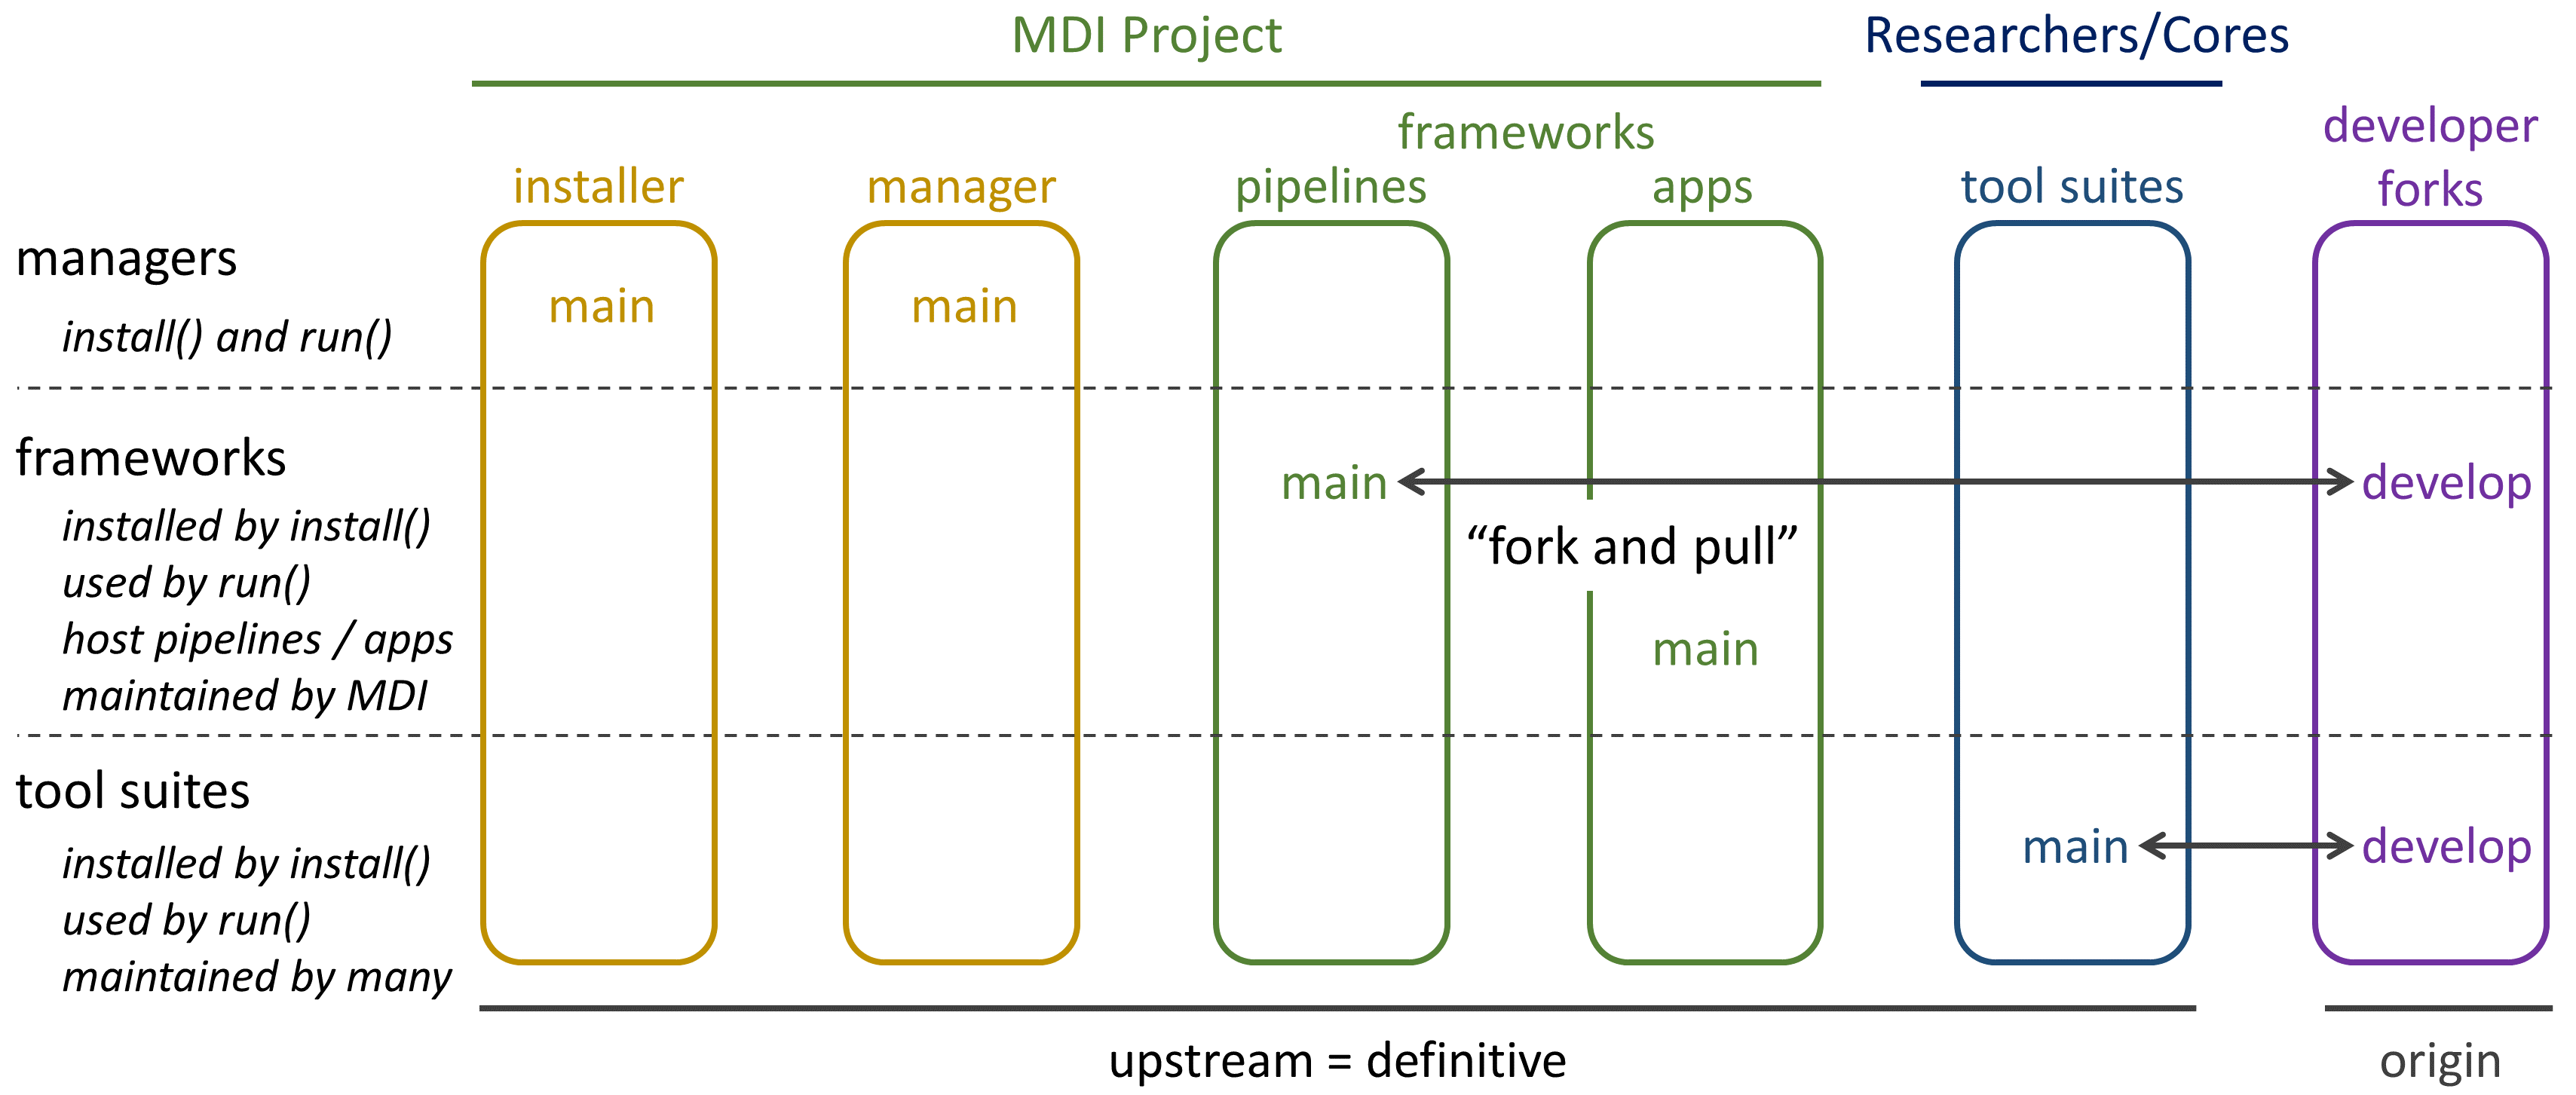 MDI Project
Researchers/Cores
frameworks
developer
forks
installer
manager
pipelines
apps
tool suites
managers
install() and run()
main
main
frameworks
installed by install()
used by run()
host pipelines / apps
maintained by MDI
main
develop
“fork and pull”
main
tool suites
installed by install()
used by run()
maintained by many
main
develop
upstream = definitive
origin